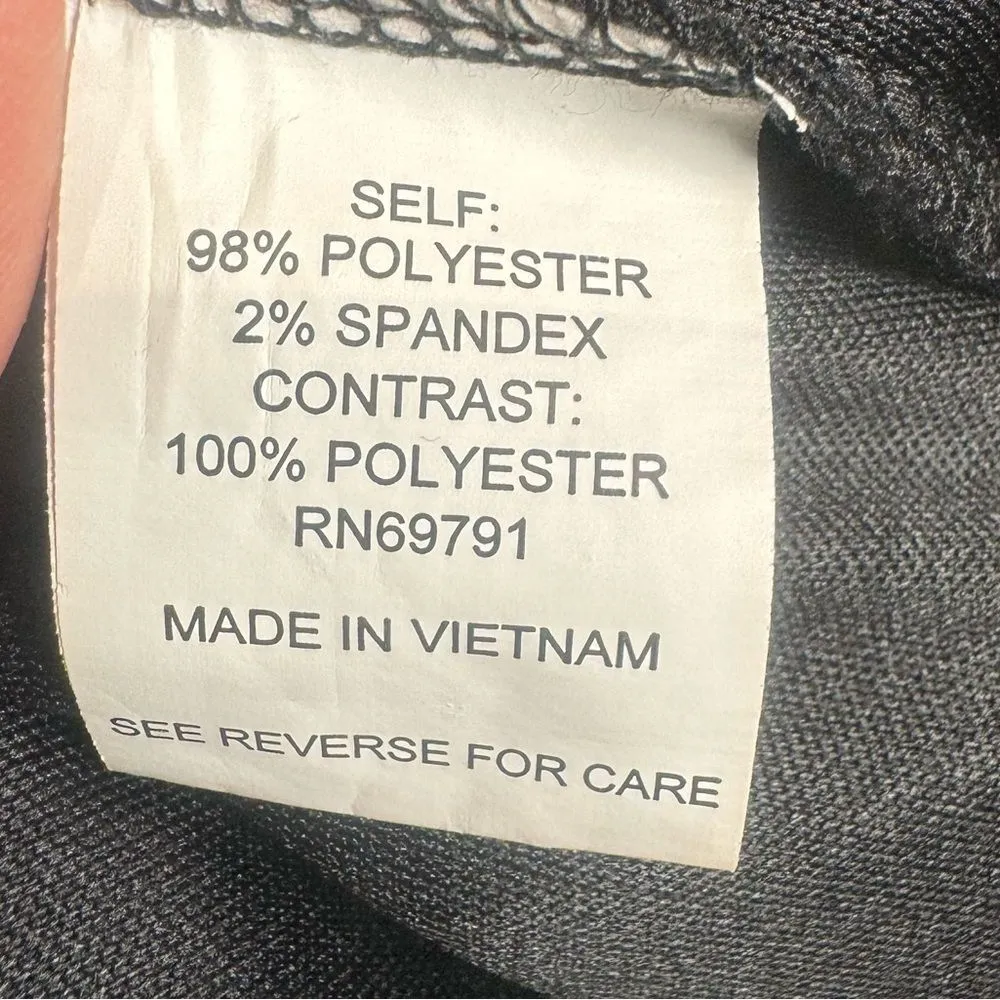 SELF:
98% POLYESTER
2% SPANDEX
CONTRAST:
100% POLYESTER
RN69791
MADE IN VIETNAM
SEE REVERSE FOR CARE